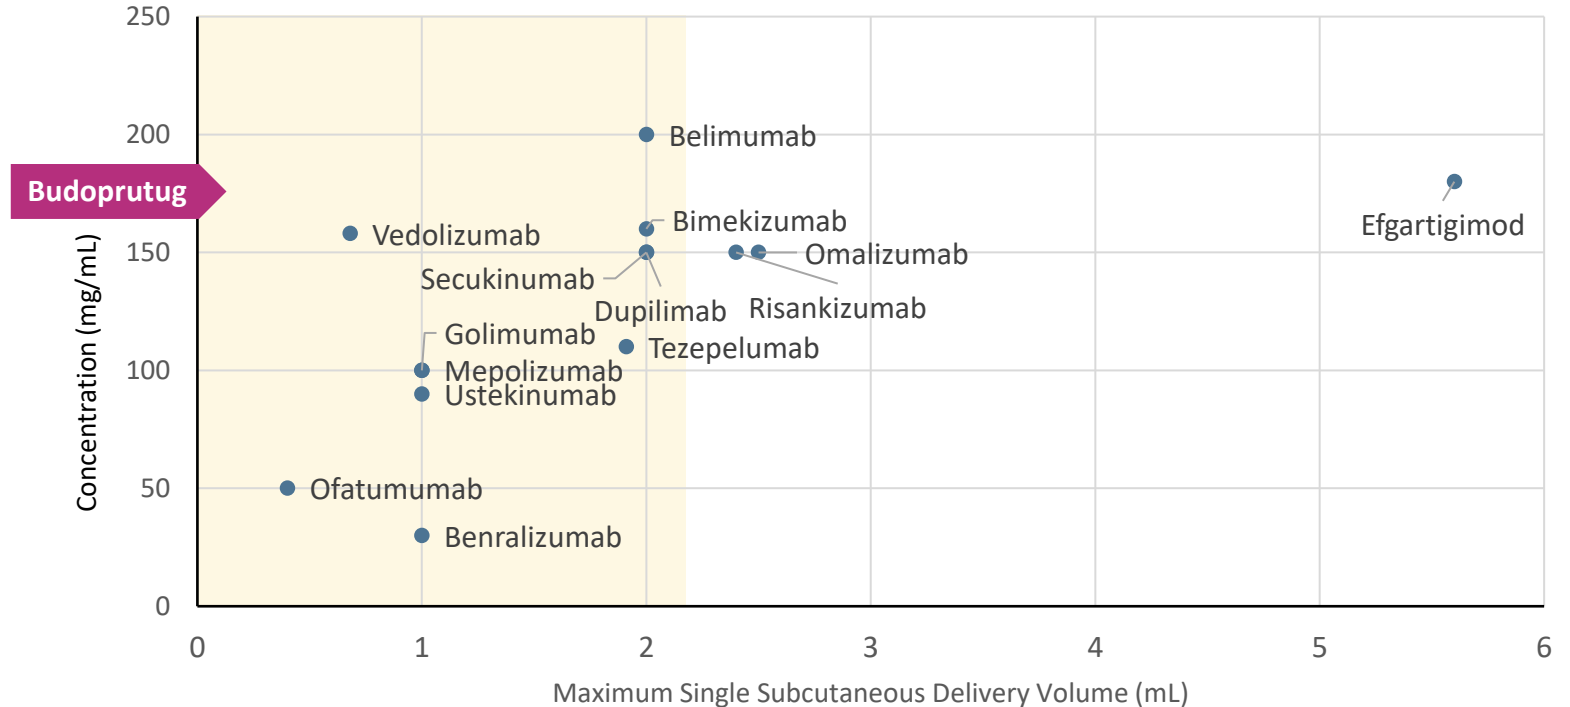 250
200
Belimumab
Budoprutug
Bimekizumab
Efgartigimod
Vedolizumab
150
Omalizumab
Secukinumab
Dupilimab
Risankizumab
Golimumab
Tezepelumab
100
Mepolizumab
Ustekinumab
Concentration (mg/mL)
50
Ofatumumab
Benralizumab
0
0 1 2 3 4 5 6
Maximum Single Subcutaneous Delivery Volume (mL)